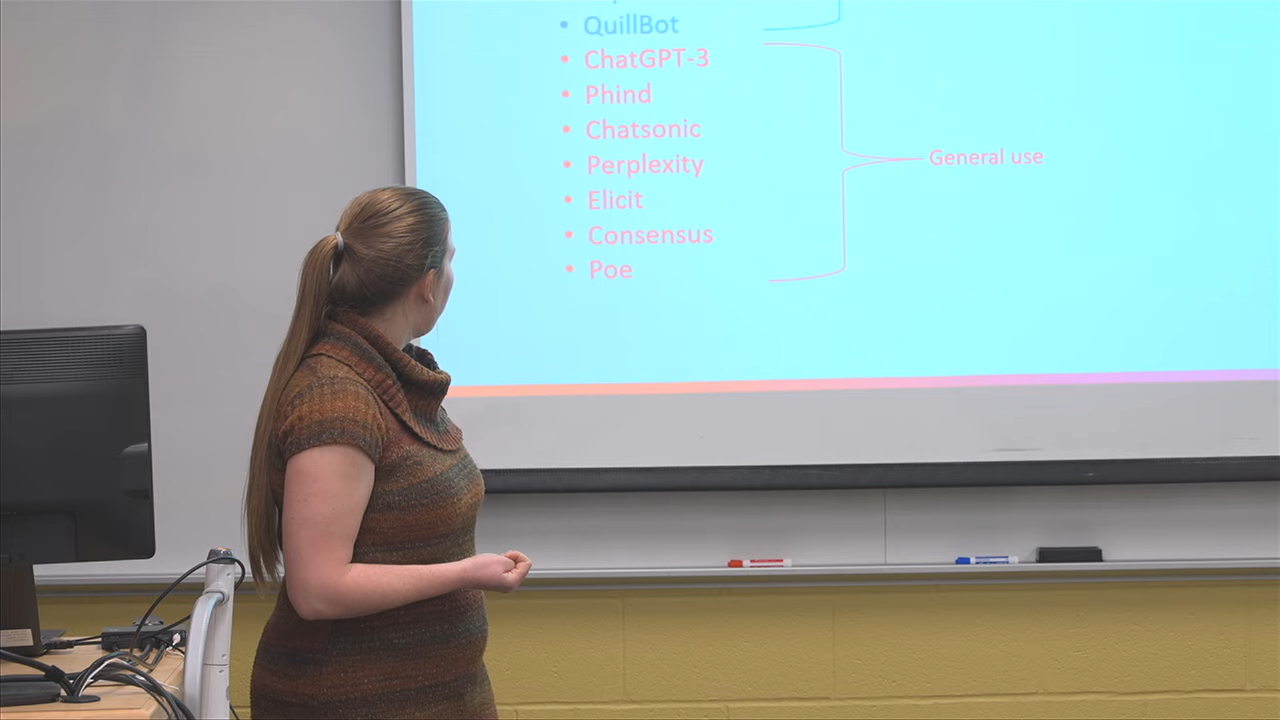 • QuillBot
• ChatGPT-3
• Phind
• Chatsonic
• Perplexity
• Elicit
• Consensus
• Poe
General use